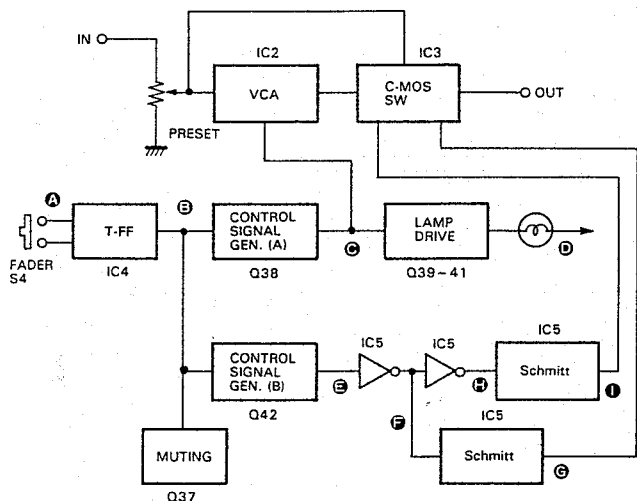 IN
IC2
IC3
VCA
C-MOS
SW
OUT
PRESET
A
B
T-FF
CONTROL
SIGNAL
GEN. (A)
C
LAMP
DRIVE
D
FADER
S4
IC4
Q38
Q39~41
IC5
IC5
IC5
CONTROL
SIGNAL
GEN. (B)
E
H
Schmitt
I
Q42
F
IC5
MUTING
Schmitt
G
Q37